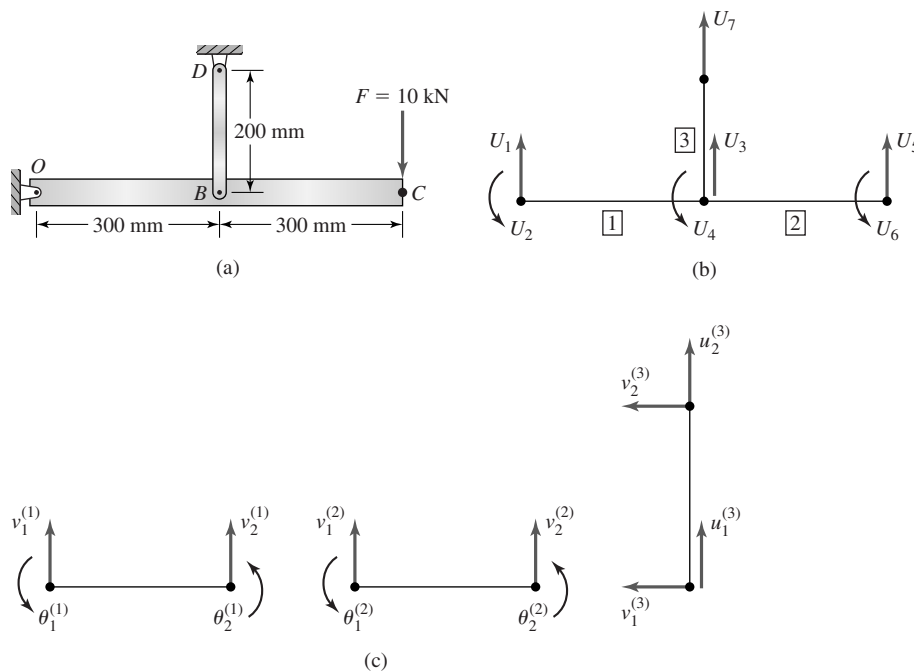 D
F = 10 kN
200 mm
O
B
C
300 mm
300 mm
(a)
U₇
U₁
3
U₃
U₅
U₂
1
U₄
2
U₆
(b)
u₂⁽³⁾
v₂⁽³⁾
v₁⁽¹⁾
v₂⁽¹⁾
v₁⁽²⁾
v₂⁽²⁾
u₁⁽³⁾
θ₁⁽¹⁾
θ₂⁽¹⁾
θ₁⁽²⁾
θ₂⁽²⁾
v₁⁽³⁾
(c)